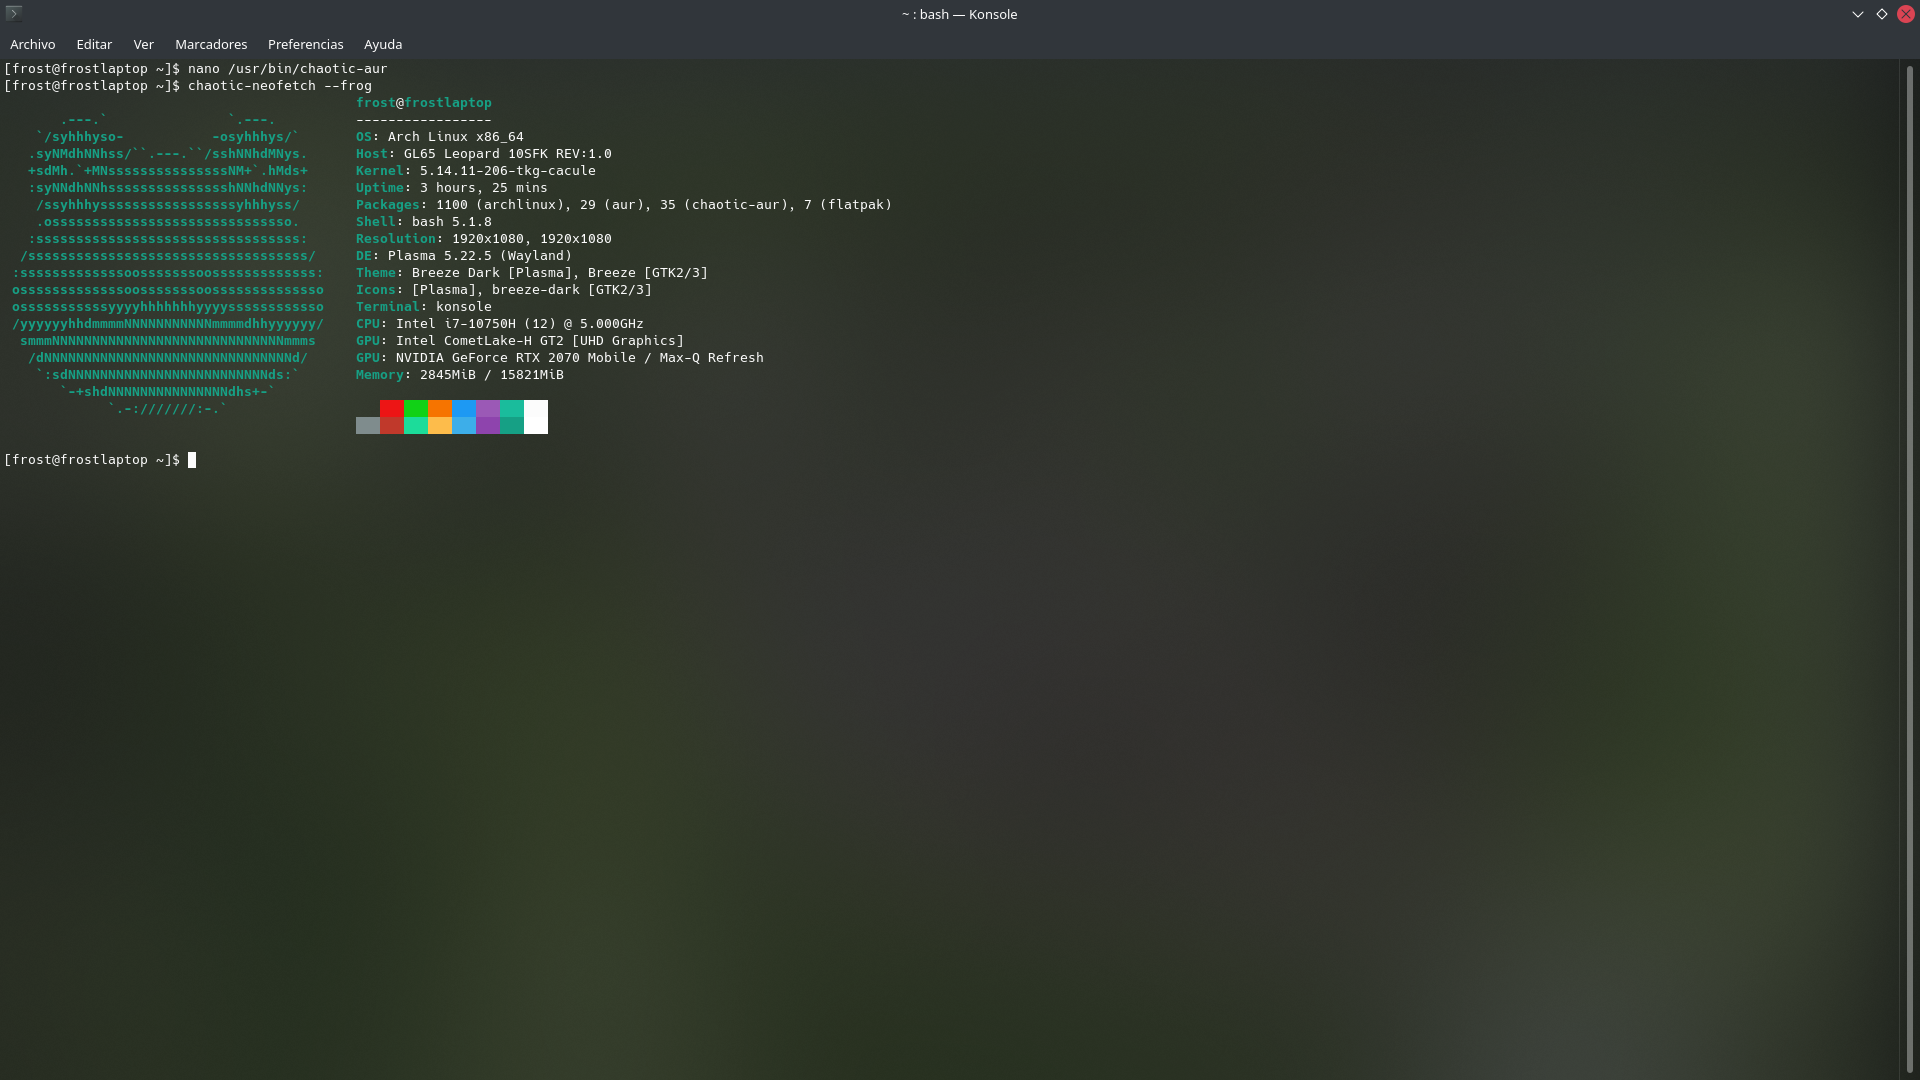 ~ : bash — Konsole
Archivo Editar Ver Marcadores Preferencias Ayuda
[frost@frostlaptop ~]$ nano /usr/bin/chaotic-aur
[frost@frostlaptop ~]$ chaotic-neofetch --frog
frost@frostlaptop
.---.` `.---. -----------------
`/syhhhyso- -osyhhhys/` OS: Arch Linux x86_64
.syNMdhNNhss/``.---.``/sshNNhdMNys. Host: GL65 Leopard 10SFK REV:1.0
+sdMh.`+MNsssssssssssssssNM+`.hMds+ Kernel: 5.14.11-206-tkg-cacule
:syNNdhNNhssssssssssssssshNNhdNNys: Uptime: 3 hours, 25 mins
/ssyhhhysssssssssssssssssyhhhyss/ Packages: 1100 (archlinux), 29 (aur), 35 (chaotic-aur), 7 (flatpak)
.ossssssssssssssssssssssssssssso. Shell: bash 5.1.8
:sssssssssssssssssssssssssssssssss: Resolution: 1920x1080, 1920x1080
/sssssssssssssssssssssssssssssssssss/ DE: Plasma 5.22.5 (Wayland)
:sssssssssssssoosssssssoosssssssssssss: Theme: Breeze Dark [Plasma], Breeze [GTK2/3]
osssssssssssssoosssssssoossssssssssssso Icons: [Plasma], breeze-dark [GTK2/3]
osssssssssssyyyyhhhhhhhyyyyssssssssssso Terminal: konsole
/yyyyyyhhdmmmmNNNNNNNNNNNmmmmdhhyyyyyy/ CPU: Intel i7-10750H (12) @ 5.000GHz
smmmNNNNNNNNNNNNNNNNNNNNNNNNNNNNNmmms GPU: Intel CometLake-H GT2 [UHD Graphics]
/dNNNNNNNNNNNNNNNNNNNNNNNNNNNNNNNd/ GPU: NVIDIA GeForce RTX 2070 Mobile / Max-Q Refresh
`:sdNNNNNNNNNNNNNNNNNNNNNNNNNds:` Memory: 2845MiB / 15821MiB
`-+shdNNNNNNNNNNNNNNNdhs+-`
`.-:///////:-.`
[frost@frostlaptop ~]$